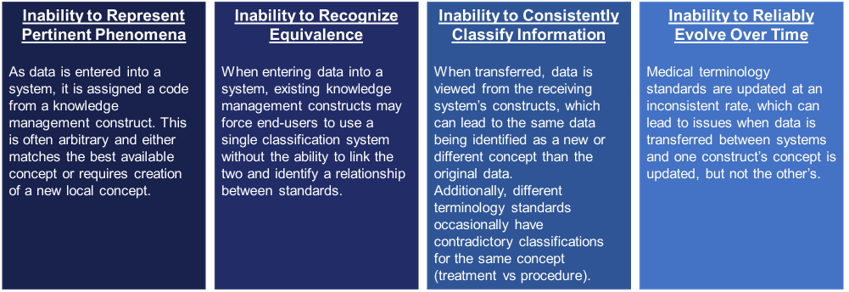 Inability to Represent
Pertinent Phenomena
As data is entered into a
system, it is assigned a code
from a knowledge
management construct. This
is often arbitrary and either
matches the best available
concept or requires creation
of a new local concept.
Inability to Recognize
Equivalence
When entering data into a
system, existing knowledge
management constructs may
force end-users to use a
single classification system
without the ability to link the
two and identify a relationship
between standards.
Inability to Consistently
Classify Information
When transferred, data is
viewed from the receiving
system's constructs, which
can lead to the same data
being identified as a new or
different concept than the
original data.
Additionally, different
terminology standards
occasionally have
contradictory classifications
for the same concept
(treatment vs procedure).
Inability to Reliably
Evolve Over Time
Medical terminology
standards are updated at an
inconsistent rate, which can
lead to issues when data is
transferred between systems
and one construct's concept is
updated, but not the other's.